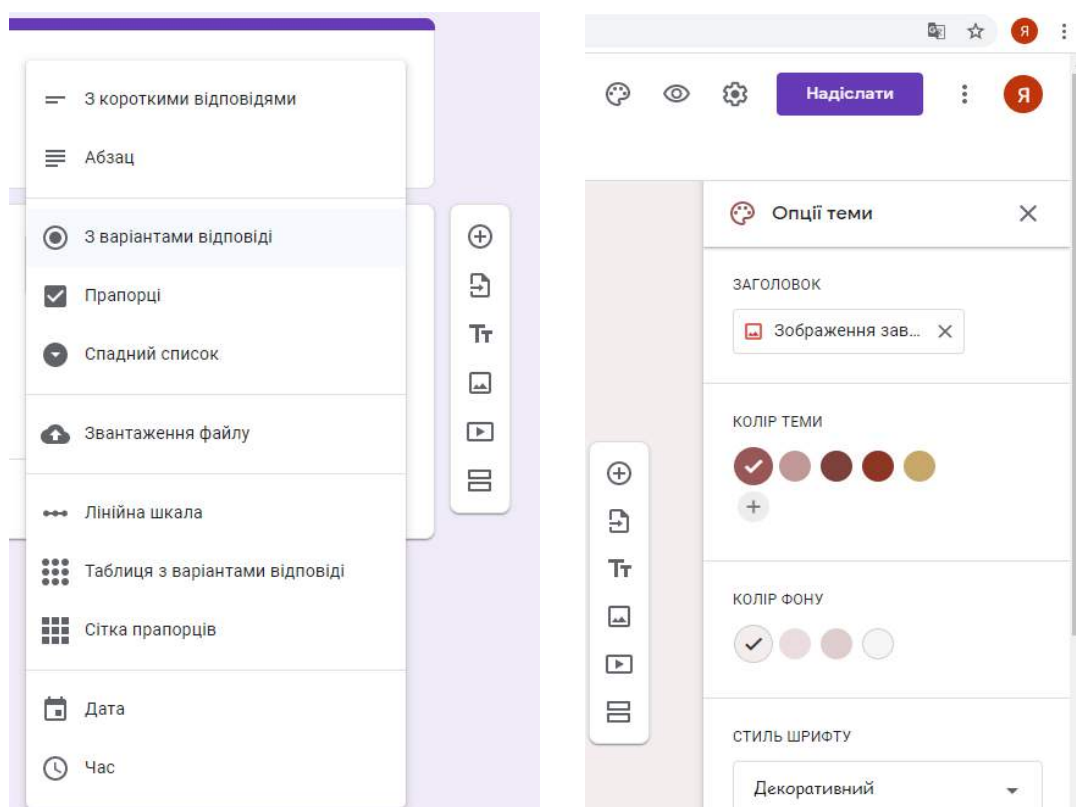 З короткими відповідями
Абзац
З варіантами відповіді
Прапорці
Спадний список
Звантаження файлу
Лінійна шкала
Таблиця з варіантами відповіді
Сітка прапорців
Дата
Час
Я
Надіслати
Я
Опції теми
ЗАГОЛОВОК
Зображення зав...
КОЛІР ТЕМИ
КОЛІР ФОНУ
СТИЛЬ ШРИФТУ
Декоративний